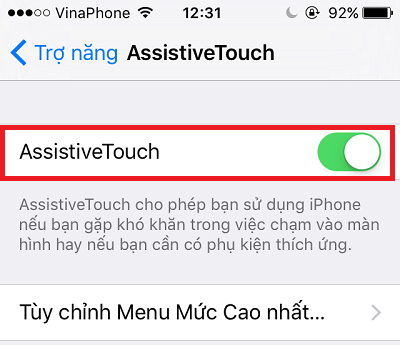 VinaPhone 12:31 92%
Trợ năng AssistiveTouch
AssistiveTouch
AssistiveTouch cho phép bạn sử dụng iPhone
nếu bạn gặp khó khăn trong việc chạm vào màn
hình hay nếu bạn cần có phụ kiện thích ứng.
Tùy chỉnh Menu Mức Cao nhất...